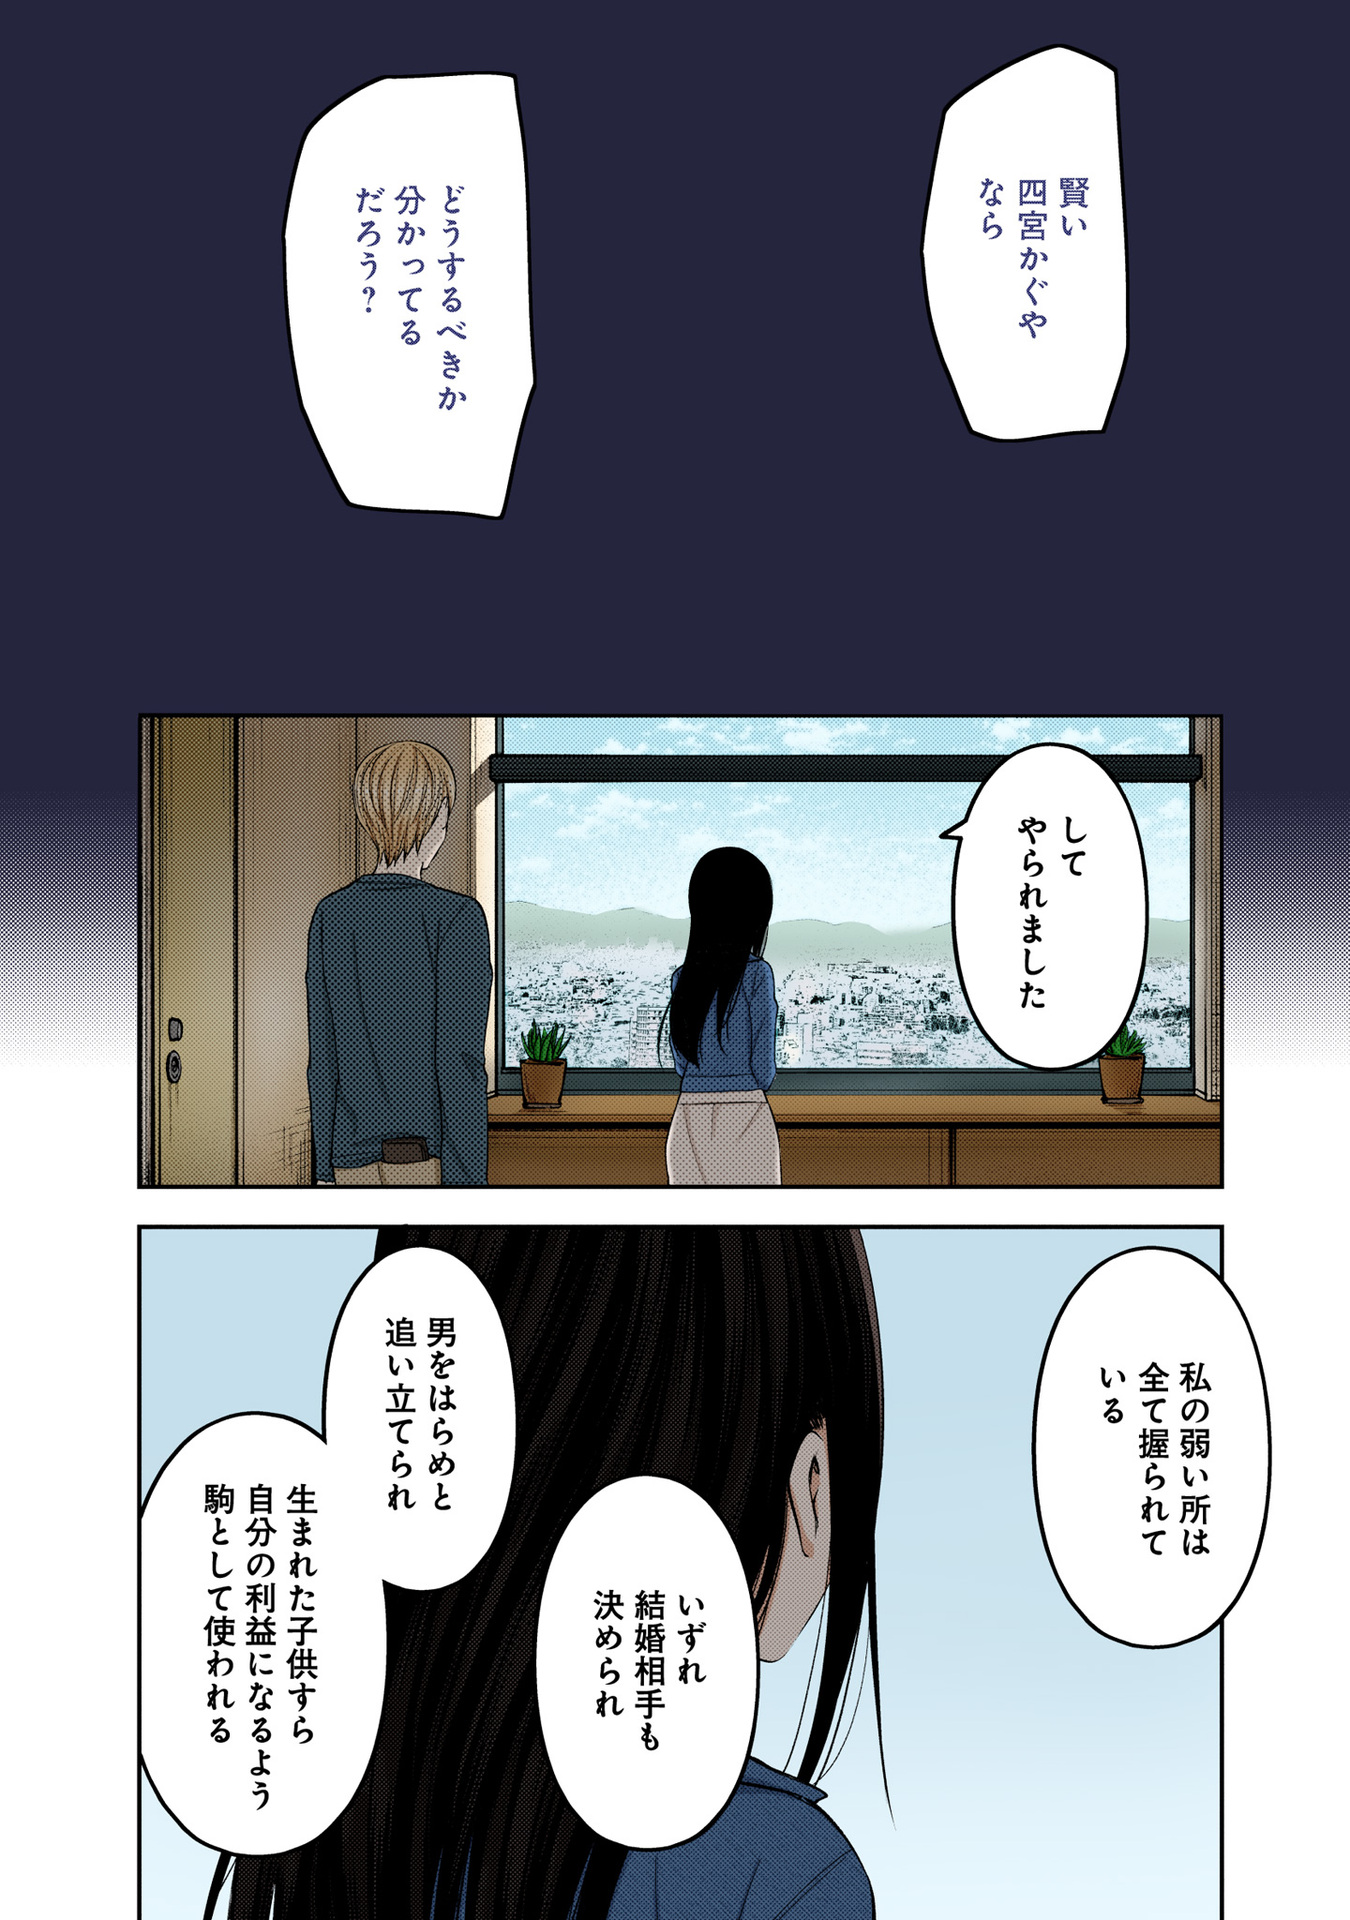 賢い
四宮かぐや
なら
どうするべきか
分かってる
だろう？
して
やられました
私の弱い所は
全て握られて
いる
いずれ
結婚相手も
決められ
男をはらめと
追い立てられ
生まれた子供すら
自分の利益になるよう
駒として使われる